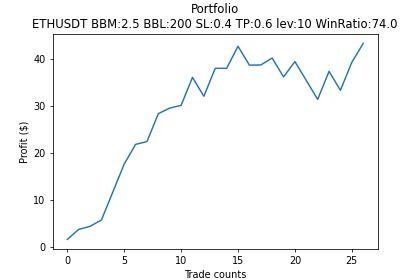 Portfolio
ETHUSDT BBM:2.5 BBL:200 SL:0.4 TP:0.6 lev:10 WinRatio:74.0
40
30
20
10
0
Profit ($)
0 5 10 15 20 25
Trade counts